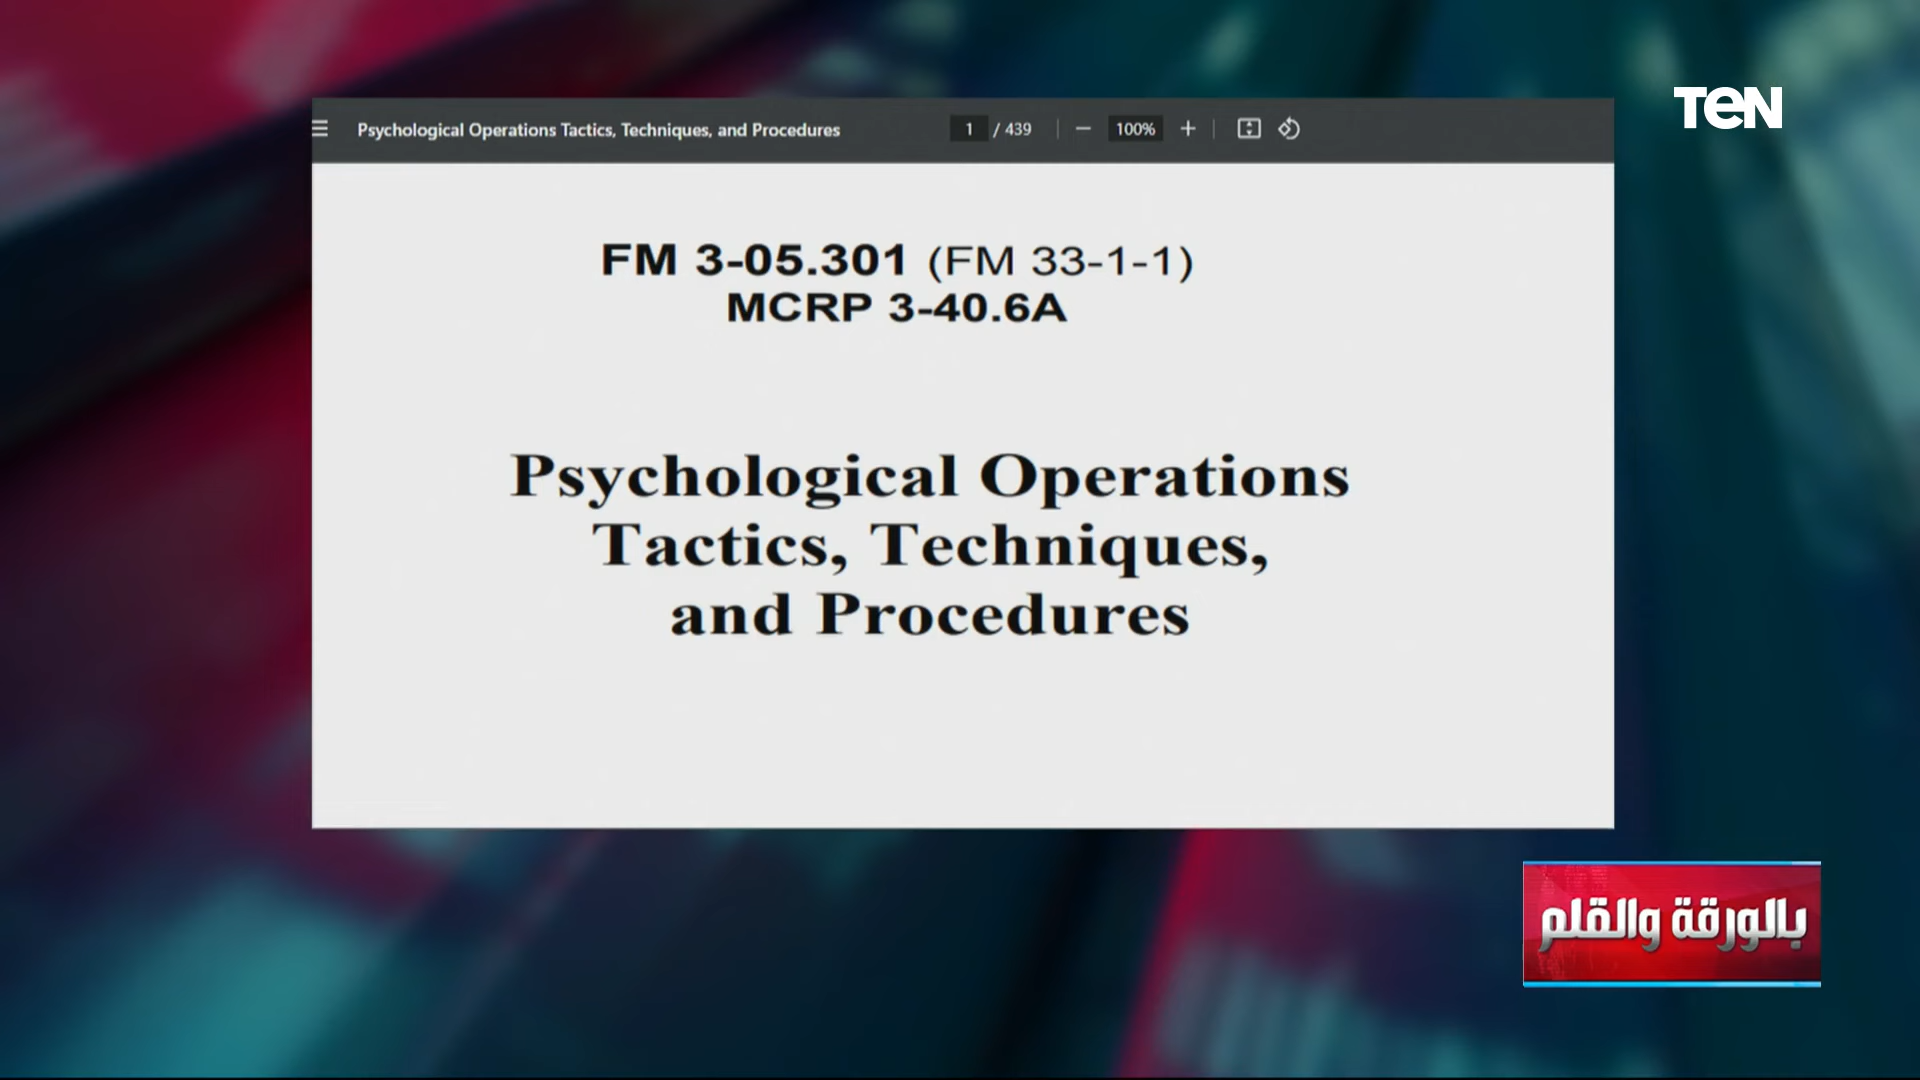 TEN
Psychological Operations Tactics, Techniques, and Procedures 1 / 439 − 100% +
FM 3-05.301 (FM 33-1-1)
MCRP 3-40.6A
Psychological Operations
Tactics, Techniques,
and Procedures
بالورقة والقلم